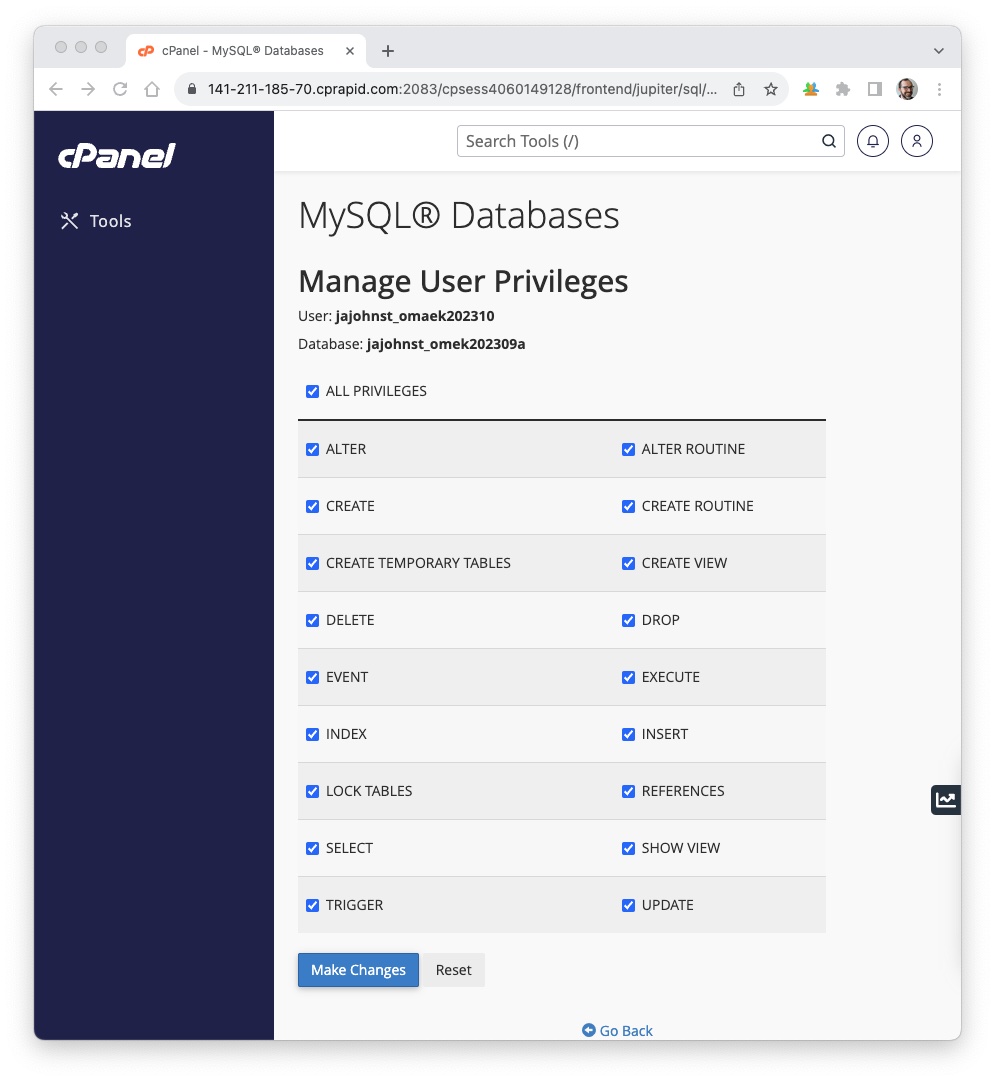 cPanel - MySQL® Databases
141-211-185-70.cprapid.com:2083/cpsess4060149128/frontend/jupiter/sql/...
cPanel
Search Tools (/)
Tools
MySQL® Databases
Manage User Privileges
User: jajohnst_omaek202310
Database: jajohnst_omek202309a
ALL PRIVILEGES
ALTER ALTER ROUTINE
CREATE CREATE ROUTINE
CREATE TEMPORARY TABLES CREATE VIEW
DELETE DROP
EVENT EXECUTE
INDEX INSERT
LOCK TABLES REFERENCES
SELECT SHOW VIEW
TRIGGER UPDATE
Make Changes Reset
Go Back